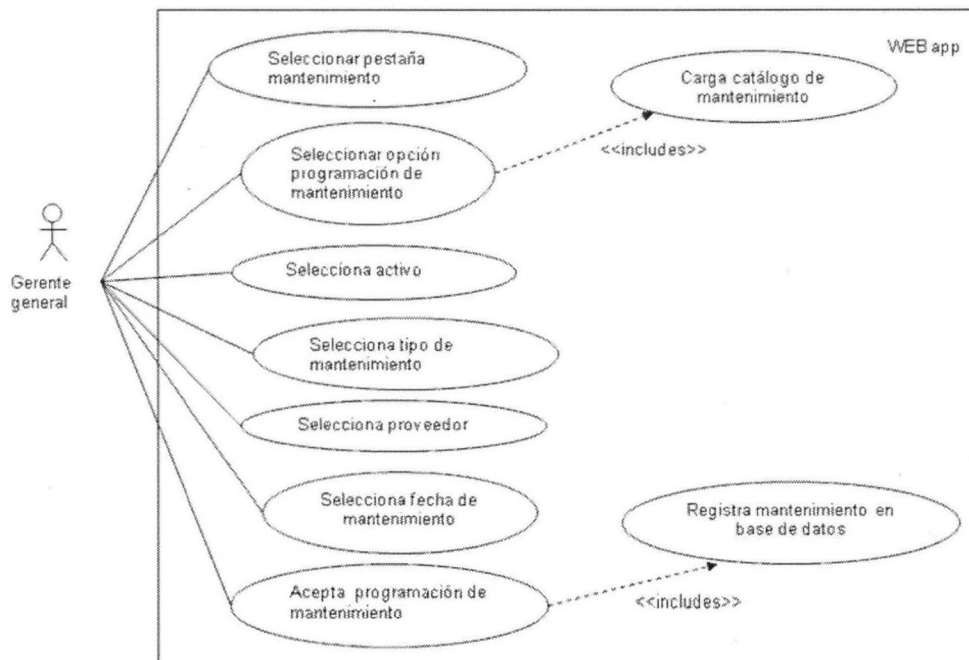 WEB app
Seleccionar pestaña
mantenimiento
Carga catálogo de
mantenimiento
<<includes>>
Seleccionar opción
programación de
mantenimiento
Gerente
general
Selecciona activo
Selecciona tipo de
mantenimiento
Selecciona proveedor
Selecciona fecha de
mantenimiento
Registra mantenimiento en
base de datos
Acepta programación de
mantenimiento
<<includes>>